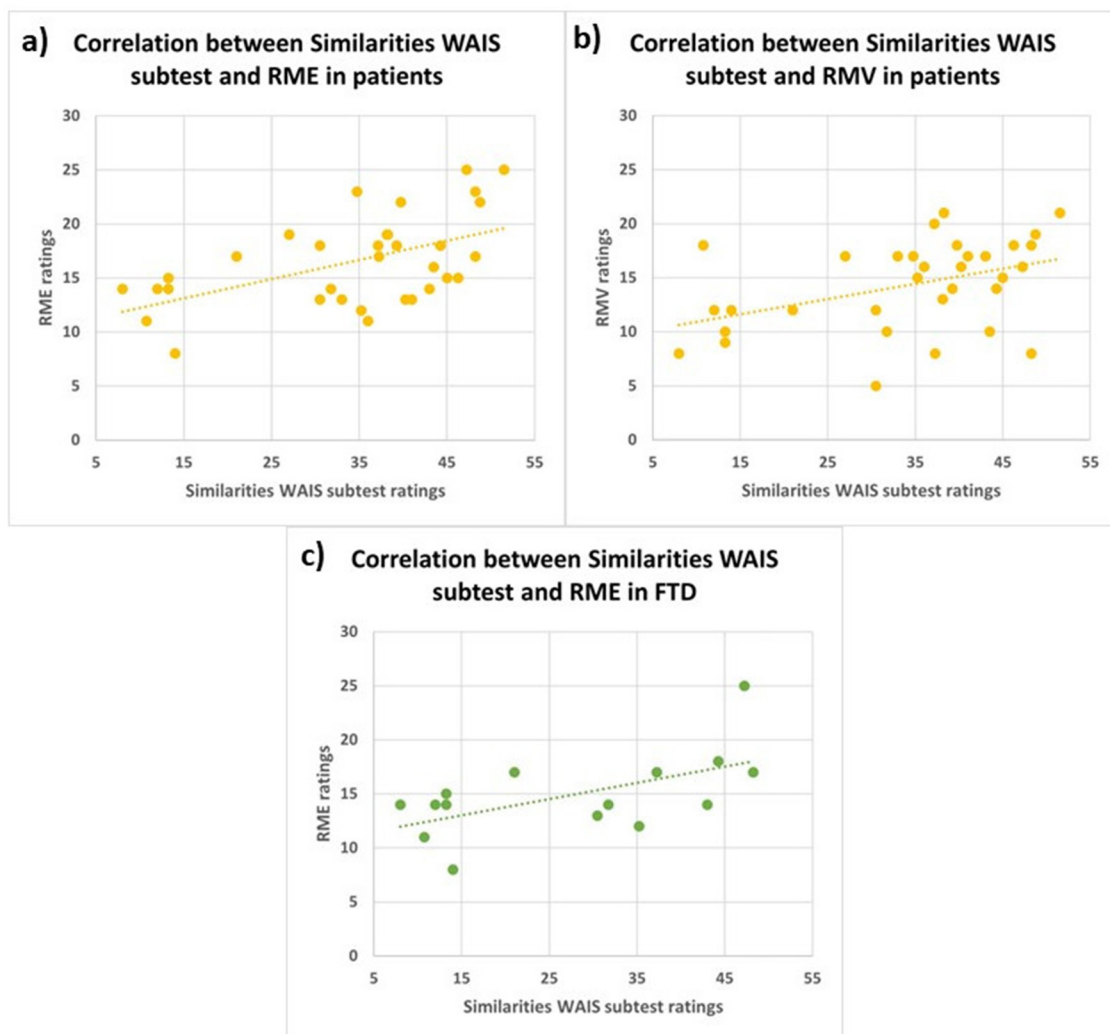 a) Correlation between Similarities WAIS
subtest and RME in patients
30
25
20
15
10
5
0
RME ratings
5 15 25 35 45 55
Similarities WAIS subtest ratings
b) Correlation between Similarities WAIS
subtest and RMV in patients
30
25
20
15
10
5
0
RMV ratings
5 15 25 35 45 55
Similarities WAIS subtest ratings
c) Correlation between Similarities WAIS
subtest and RME in FTD
30
25
20
15
10
5
0
RME ratings
5 15 25 35 45 55
Similarities WAIS subtest ratings